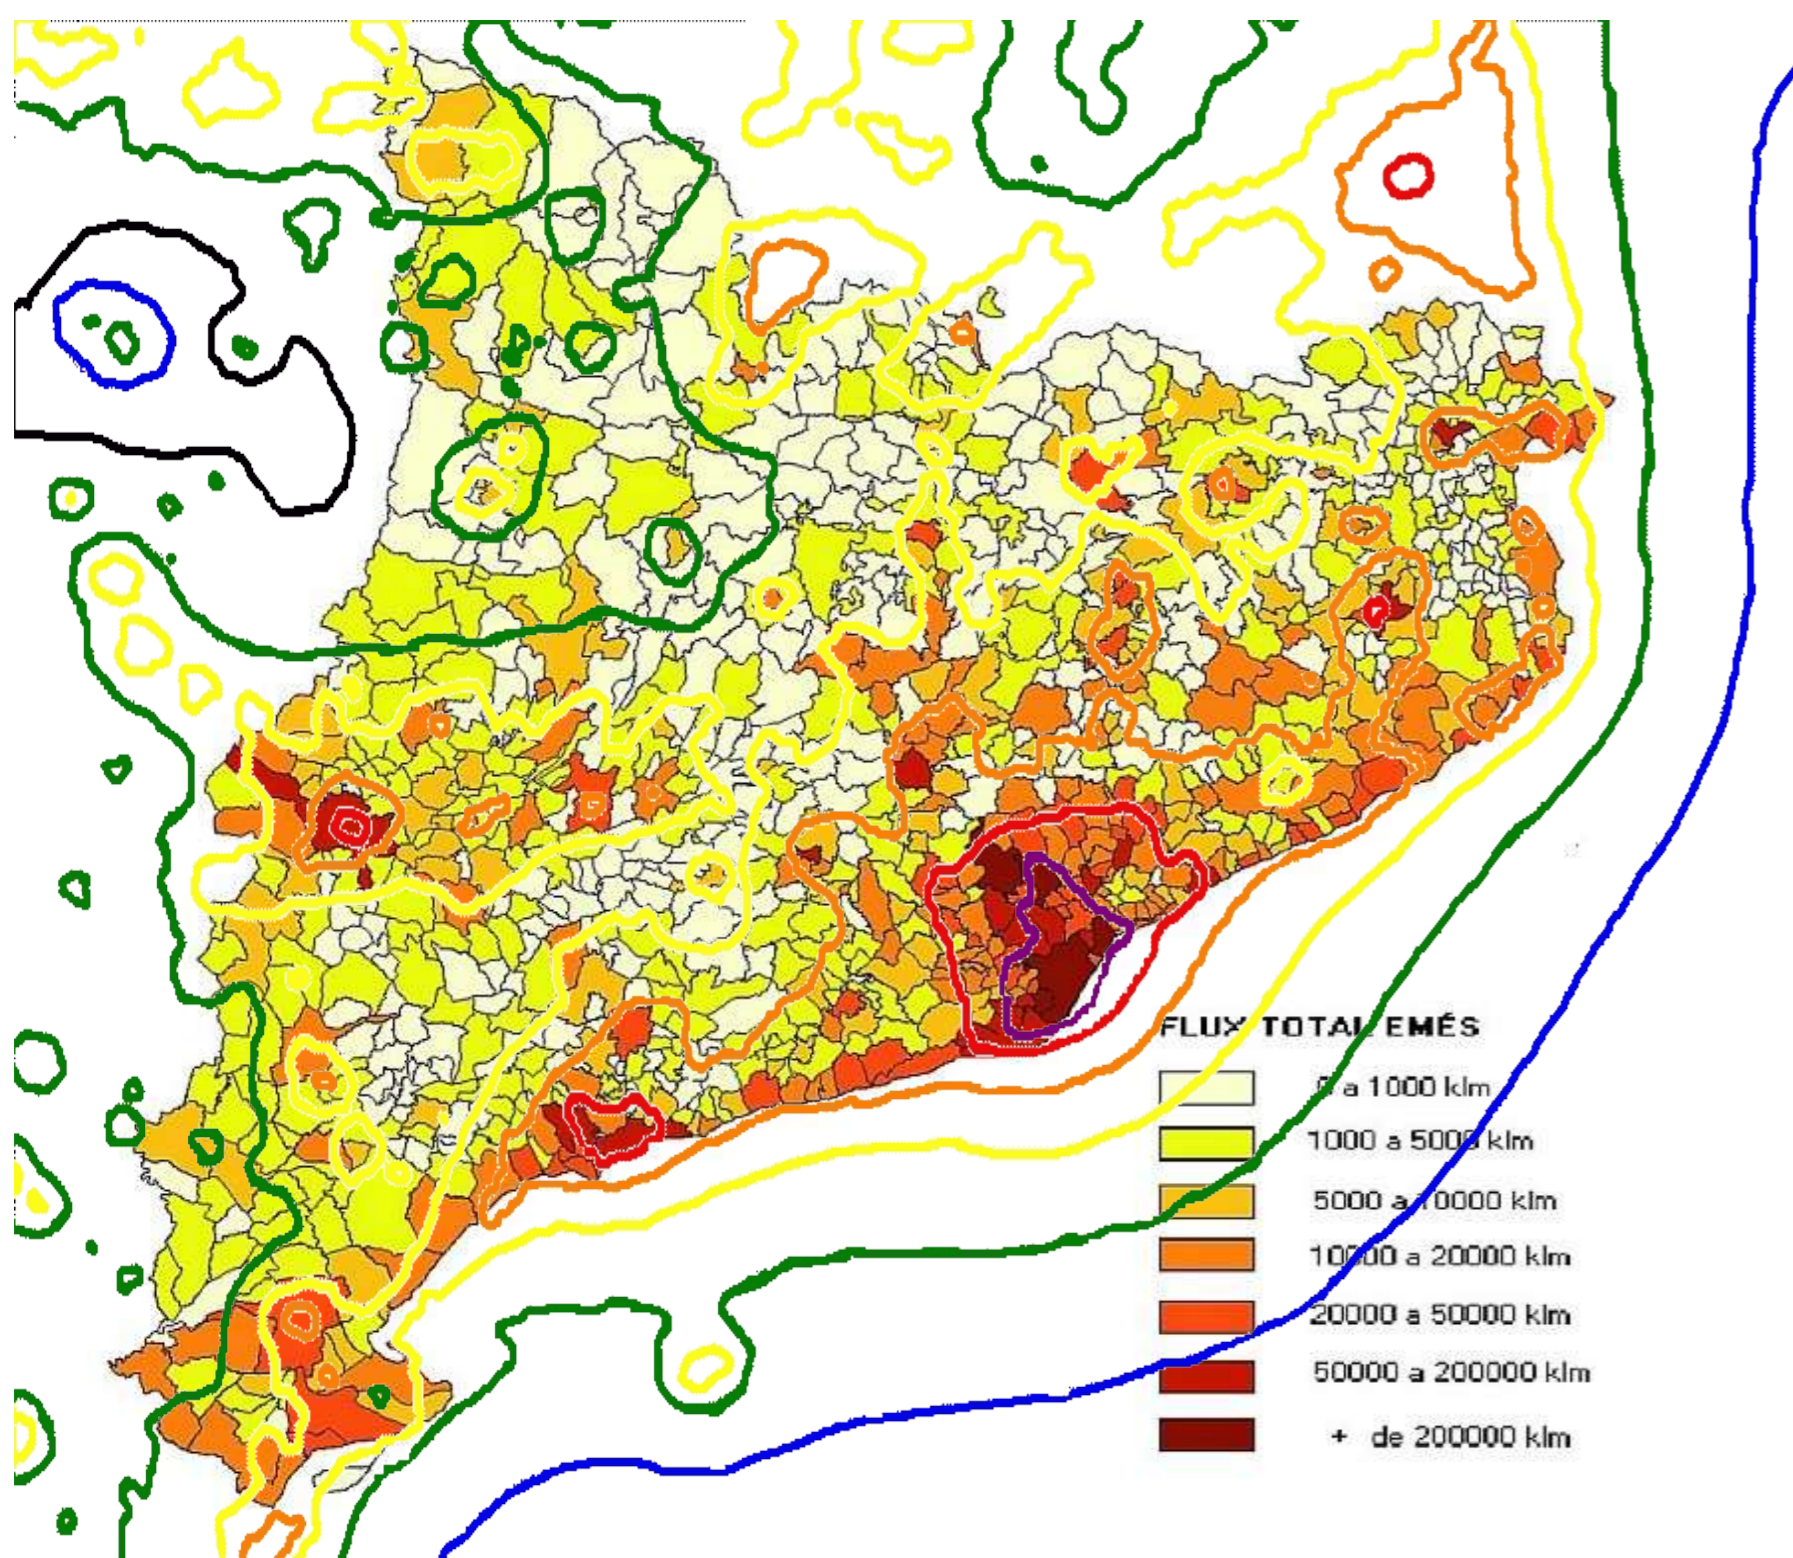 FLUX TOTAL EMÉS
0 a 1000 klm
1000 a 5000 klm
5000 a 10000 klm
10000 a 20000 klm
20000 a 50000 klm
50000 a 200000 klm
+ de 200000 klm